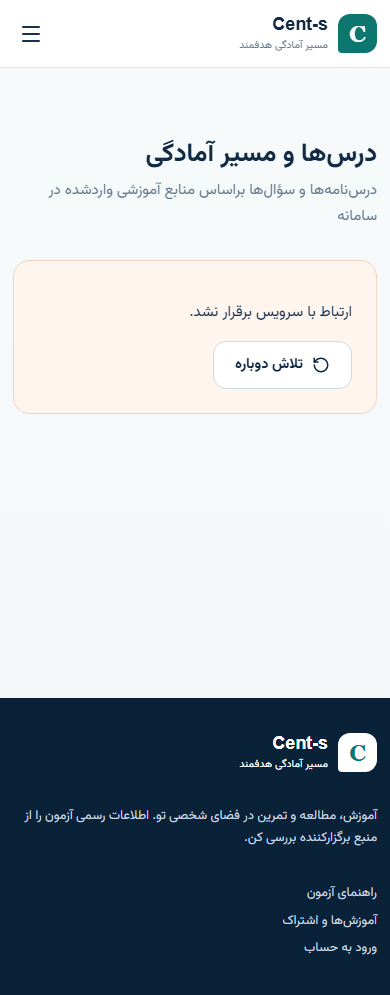 Cent-s
مسیر آمادگی هدفمند
C
درس‌ها و مسیر آمادگی
درس‌نامه‌ها و سؤال‌ها براساس منابع آموزشی واردشده در
سامانه
ارتباط با سرویس برقرار نشد.
تلاش دوباره
Cent-s
مسیر آمادگی هدفمند
C
آموزش، مطالعه و تمرین در فضای شخصی تو. اطلاعات رسمی آزمون را از
منبع برگزارکننده بررسی کن.
راهنمای آزمون
آموزش‌ها و اشتراک
ورود به حساب